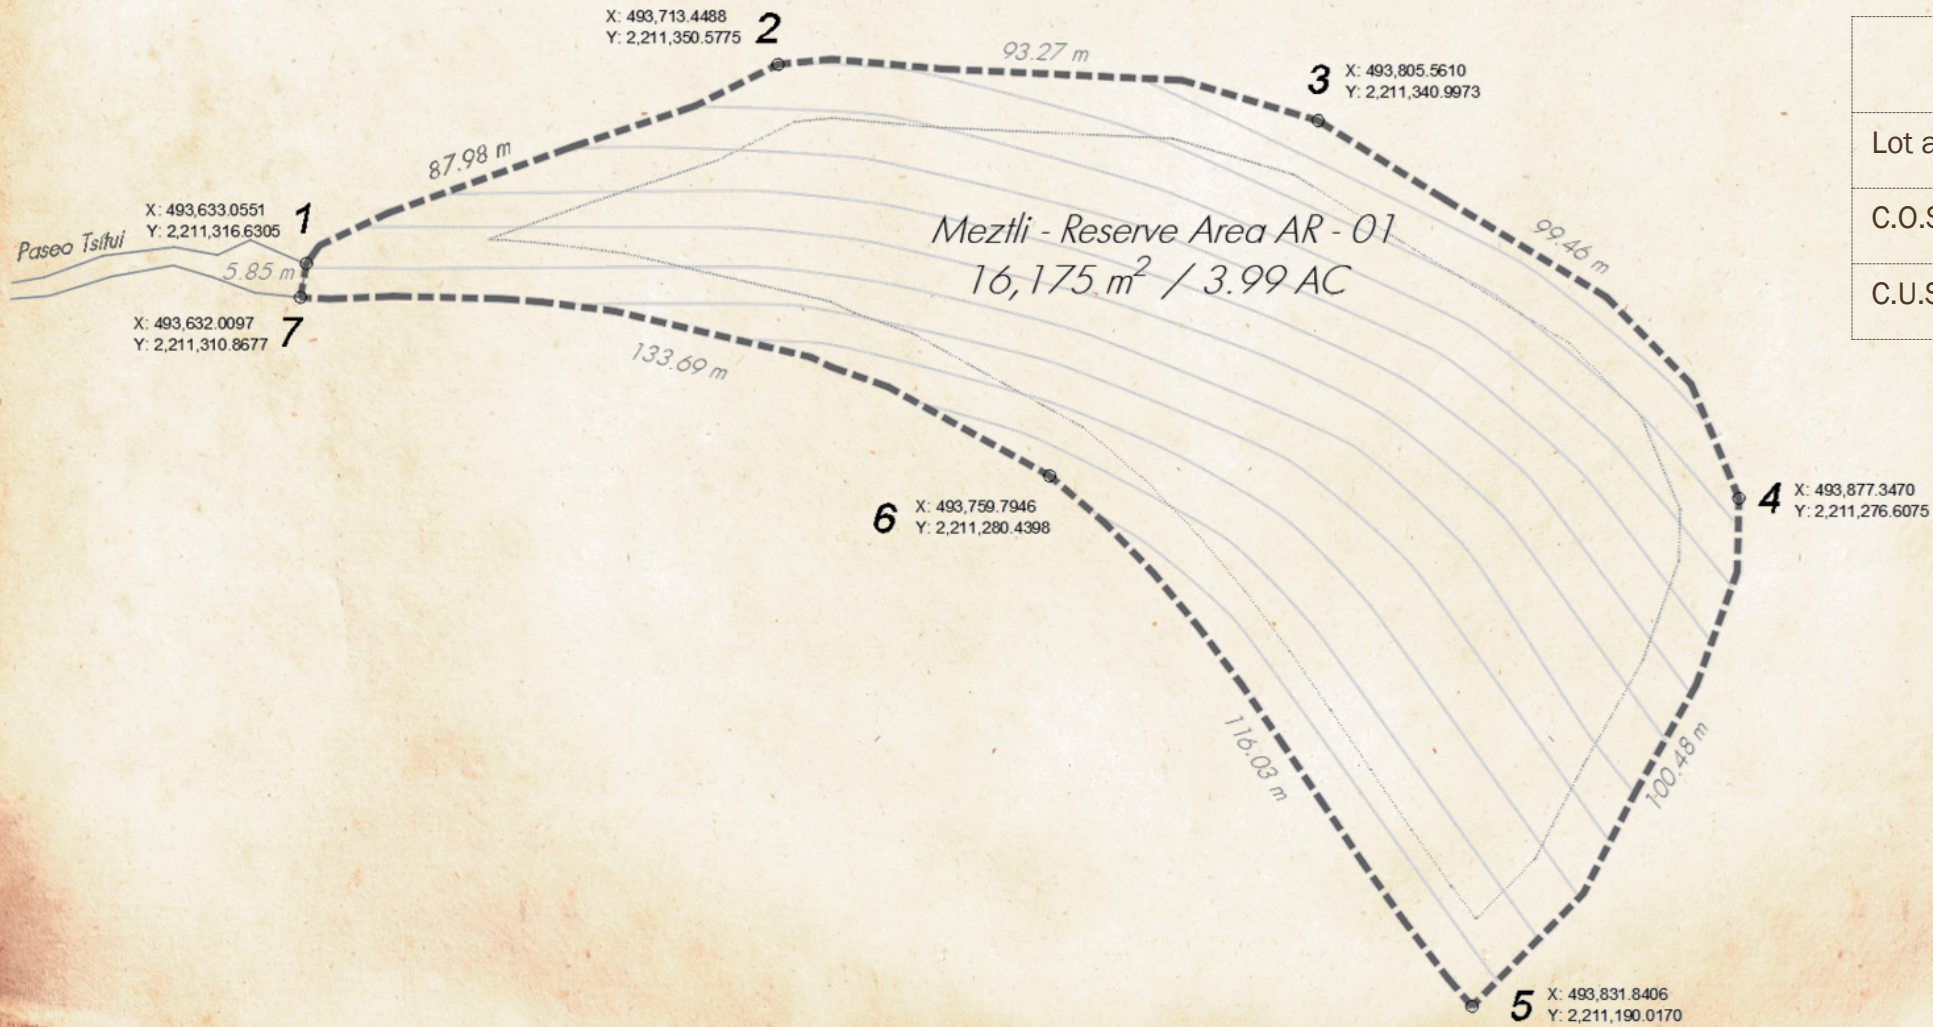 X: 493,713.4488
Y: 2,211,350.5775
2
93.27 m
3
X: 493,805.5610
Y: 2,211,340.9973
87.98 m
X: 493,633.0551
Y: 2,211,316.6305
1
Paseo Tsitui
5.85 m
Meztli - Reserve Area AR - 01
16,175 m² / 3.99 AC
99.46 m
Lot a
C.O.S
C.U.S
X: 493,632.0097
Y: 2,211,310.8677
7
133.69 m
6
X: 493,759.7946
Y: 2,211,280.4398
4
X: 493,877.3470
Y: 2,211,276.6075
116.03 m
100.48 m
5
X: 493,831.8406
Y: 2,211,190.0170